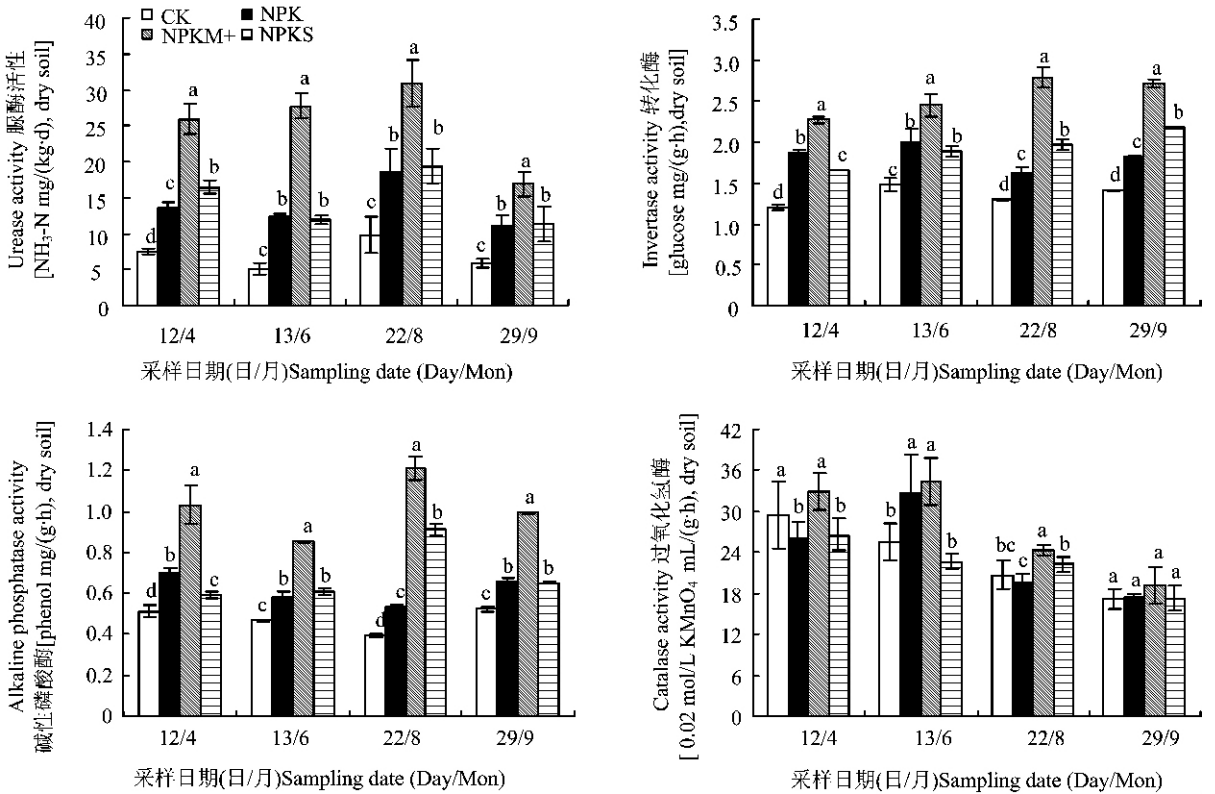 CK NPK
NPKM+ NPKS
Urease activity 脲酶活性
[NH₃-N mg/(kg·d), dry soil]
40
35
30
25
20
15
10
5
0
d c a b
c b a b
c b a b
c b a b
12/4 13/6 22/8 29/9
采样日期(日/月)Sampling date (Day/Mon)
Invertase activity 转化酶
[glucose mg/(g·h),dry soil]
3.5
3.0
2.5
2.0
1.5
1.0
0.5
0
d b a c
d b a c
d c a b
d c a b
12/4 13/6 22/8 29/9
采样日期(日/月)Sampling date (Day/Mon)
Alkaline phosphatase activity
碱性磷酸酶[phenol mg/(g·h), dry soil]
1.4
1.2
1.0
0.8
0.6
0.4
0.2
0
d b a c
c b a b
d c a b
c b a b
12/4 13/6 22/8 29/9
采样日期(日/月)Sampling date (Day/Mon)
Catalase activity 过氧化氢酶
[ 0.02 mol/L KMnO₄ mL/(g·h), dry soil]
42
36
30
24
18
12
6
0
a b a b
b a a b
bc c a b
a a a a
12/4 13/6 22/8 29/9
采样日期(日/月)Sampling date (Day/Mon)